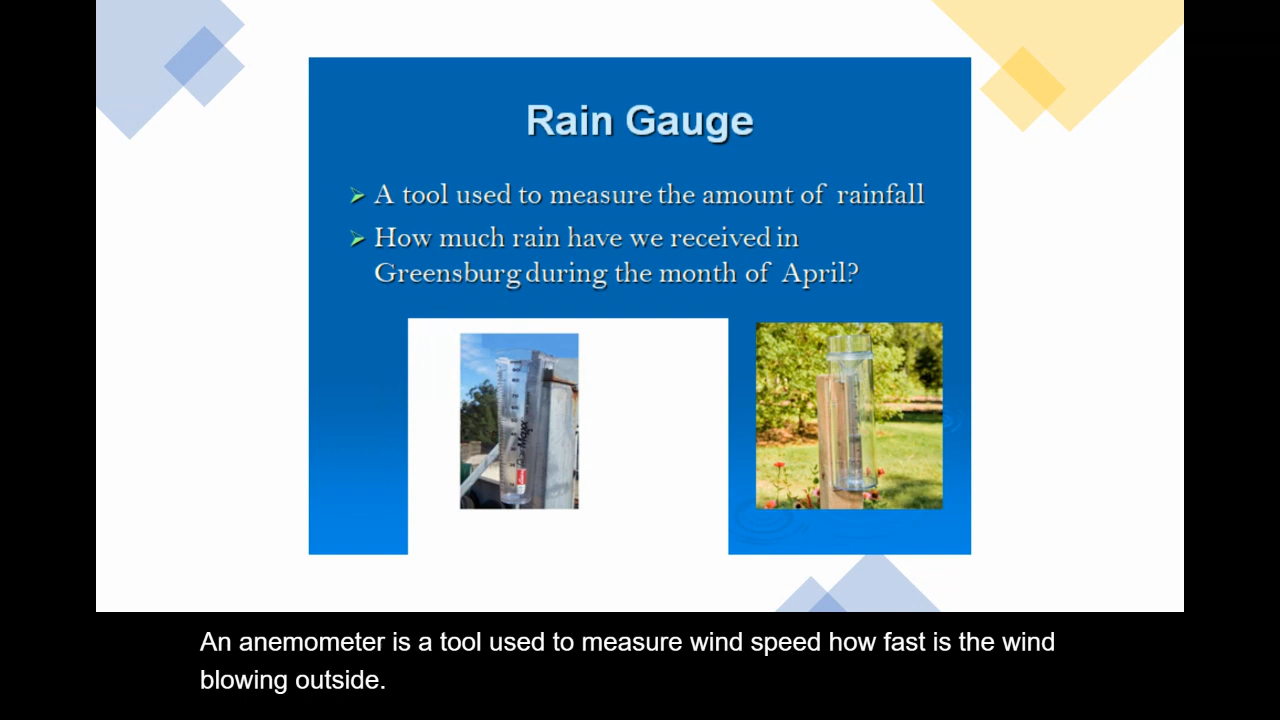 Rain Gauge
A tool used to measure the amount of rainfall
How much rain have we received in
Greensburg during the month of April?
An anemometer is a tool used to measure wind speed how fast is the wind
blowing outside.